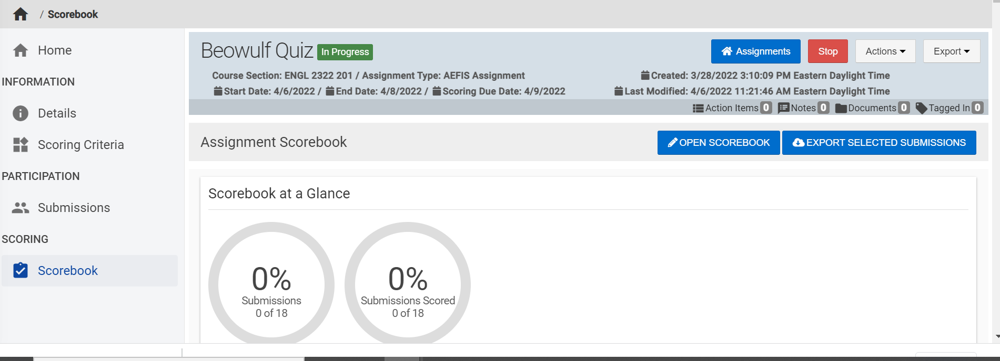 / Scorebook
Home
INFORMATION
Details
Scoring Criteria
PARTICIPATION
Submissions
SCORING
Scorebook
Beowulf Quiz In Progress
Assignments Stop Actions Export
Course Section: ENGL 2322 201 / Assignment Type: AEFIS Assignment
Created: 3/28/2022 3:10:09 PM Eastern Daylight Time
Start Date: 4/6/2022 / End Date: 4/8/2022 / Scoring Due Date: 4/9/2022
Last Modified: 4/6/2022 11:21:46 AM Eastern Daylight Time
Action Items 0 Notes 0 Documents 0 Tagged In 0
Assignment Scorebook
OPEN SCOREBOOK EXPORT SELECTED SUBMISSIONS
Scorebook at a Glance
0%
Submissions
0 of 18
0%
Submissions Scored
0 of 18